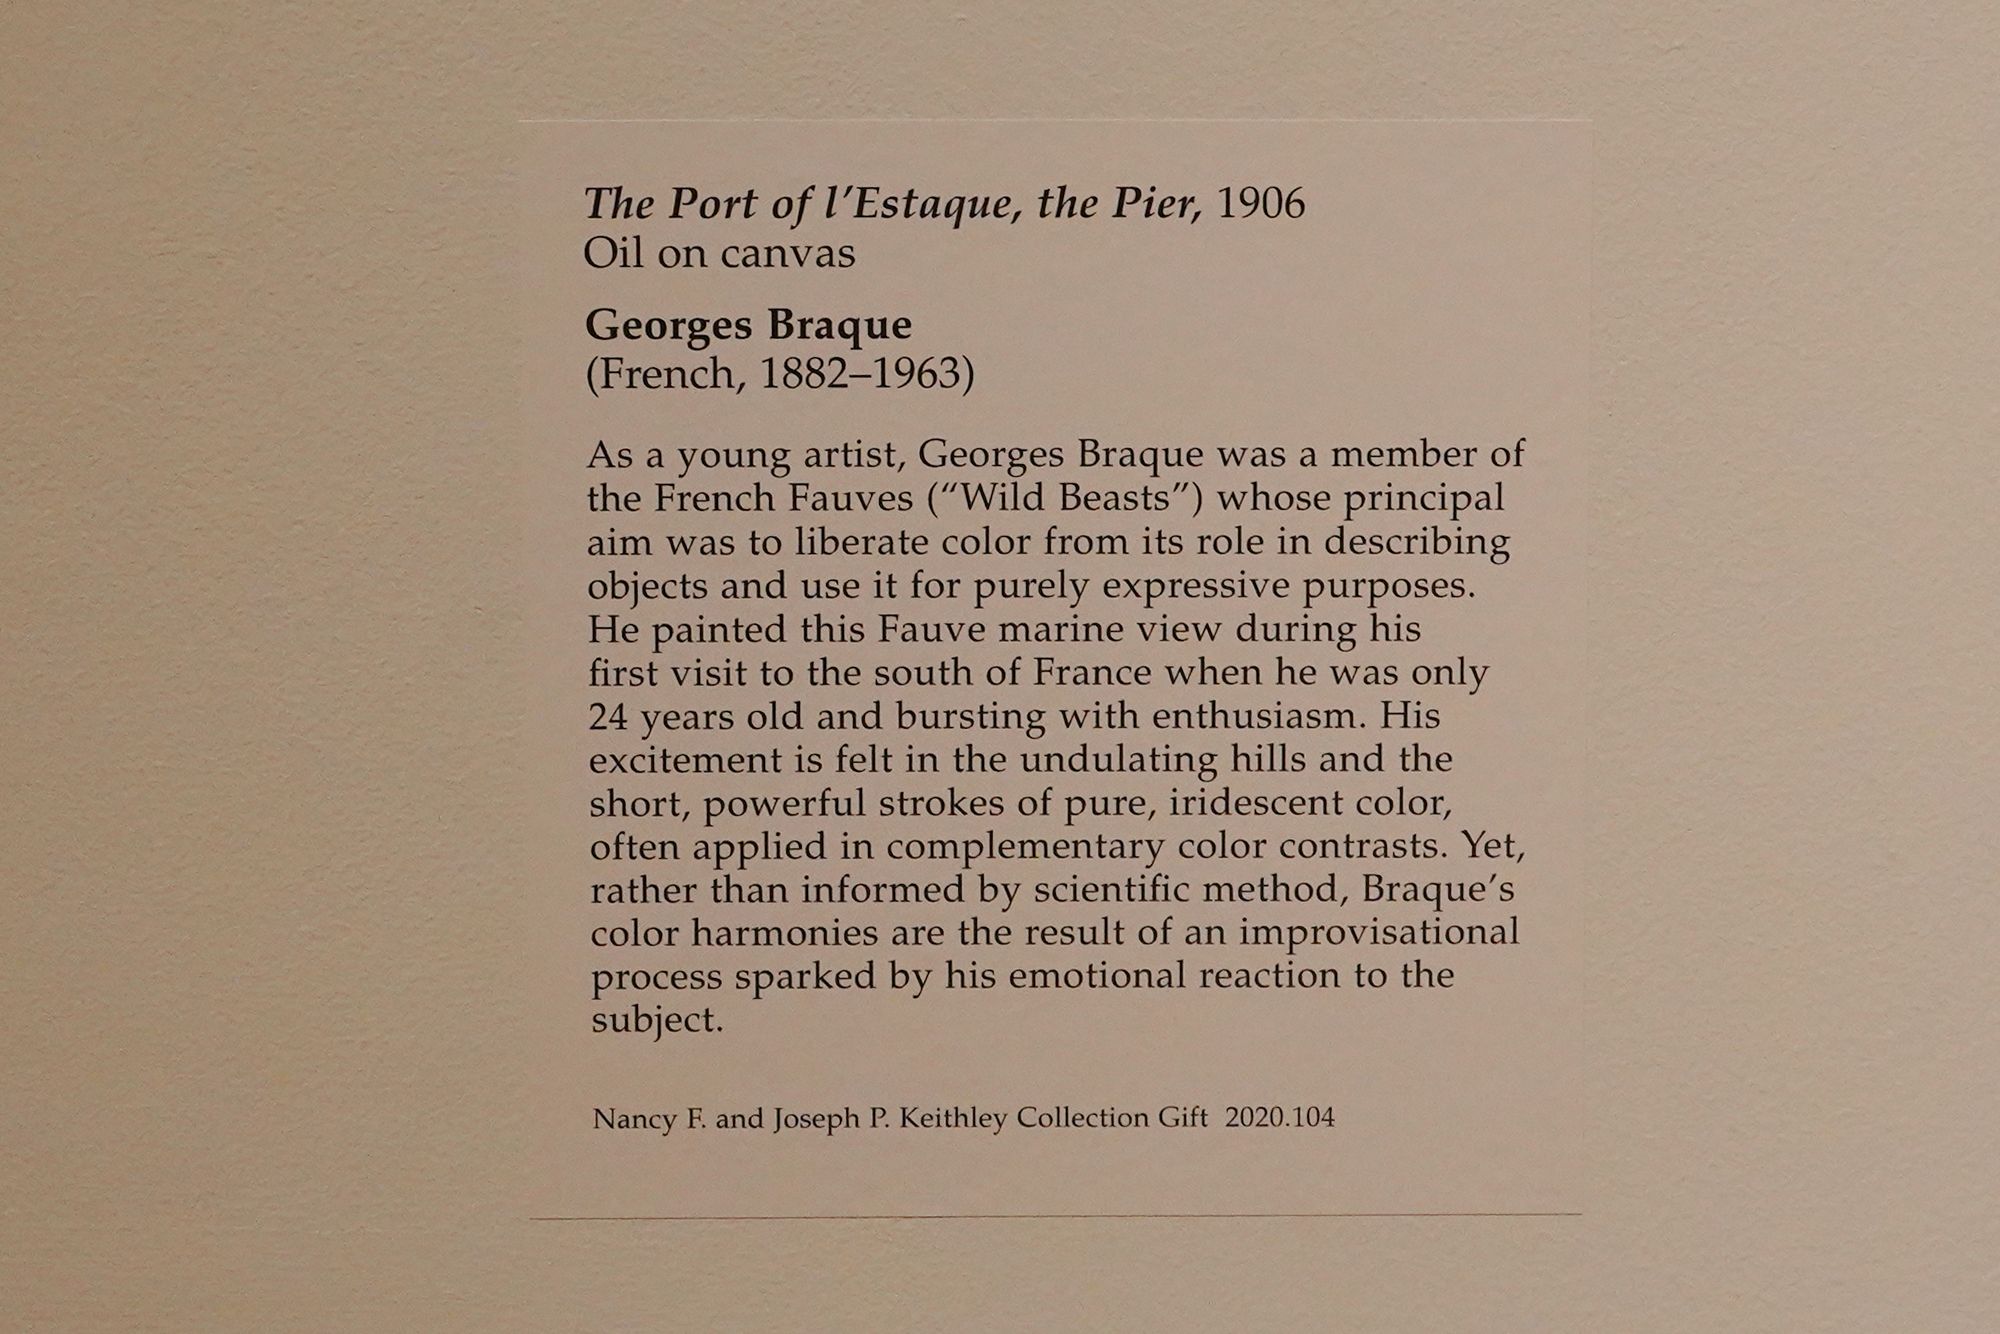 The Port of l'Estaque, the Pier, 1906
Oil on canvas
Georges Braque
(French, 1882–1963)
As a young artist, Georges Braque was a member of
the French Fauves (“Wild Beasts”) whose principal
aim was to liberate color from its role in describing
objects and use it for purely expressive purposes.
He painted this Fauve marine view during his
first visit to the south of France when he was only
24 years old and bursting with enthusiasm. His
excitement is felt in the undulating hills and the
short, powerful strokes of pure, iridescent color,
often applied in complementary color contrasts. Yet,
rather than informed by scientific method, Braque’s
color harmonies are the result of an improvisational
process sparked by his emotional reaction to the
subject.
Nancy F. and Joseph P. Keithley Collection Gift 2020.104